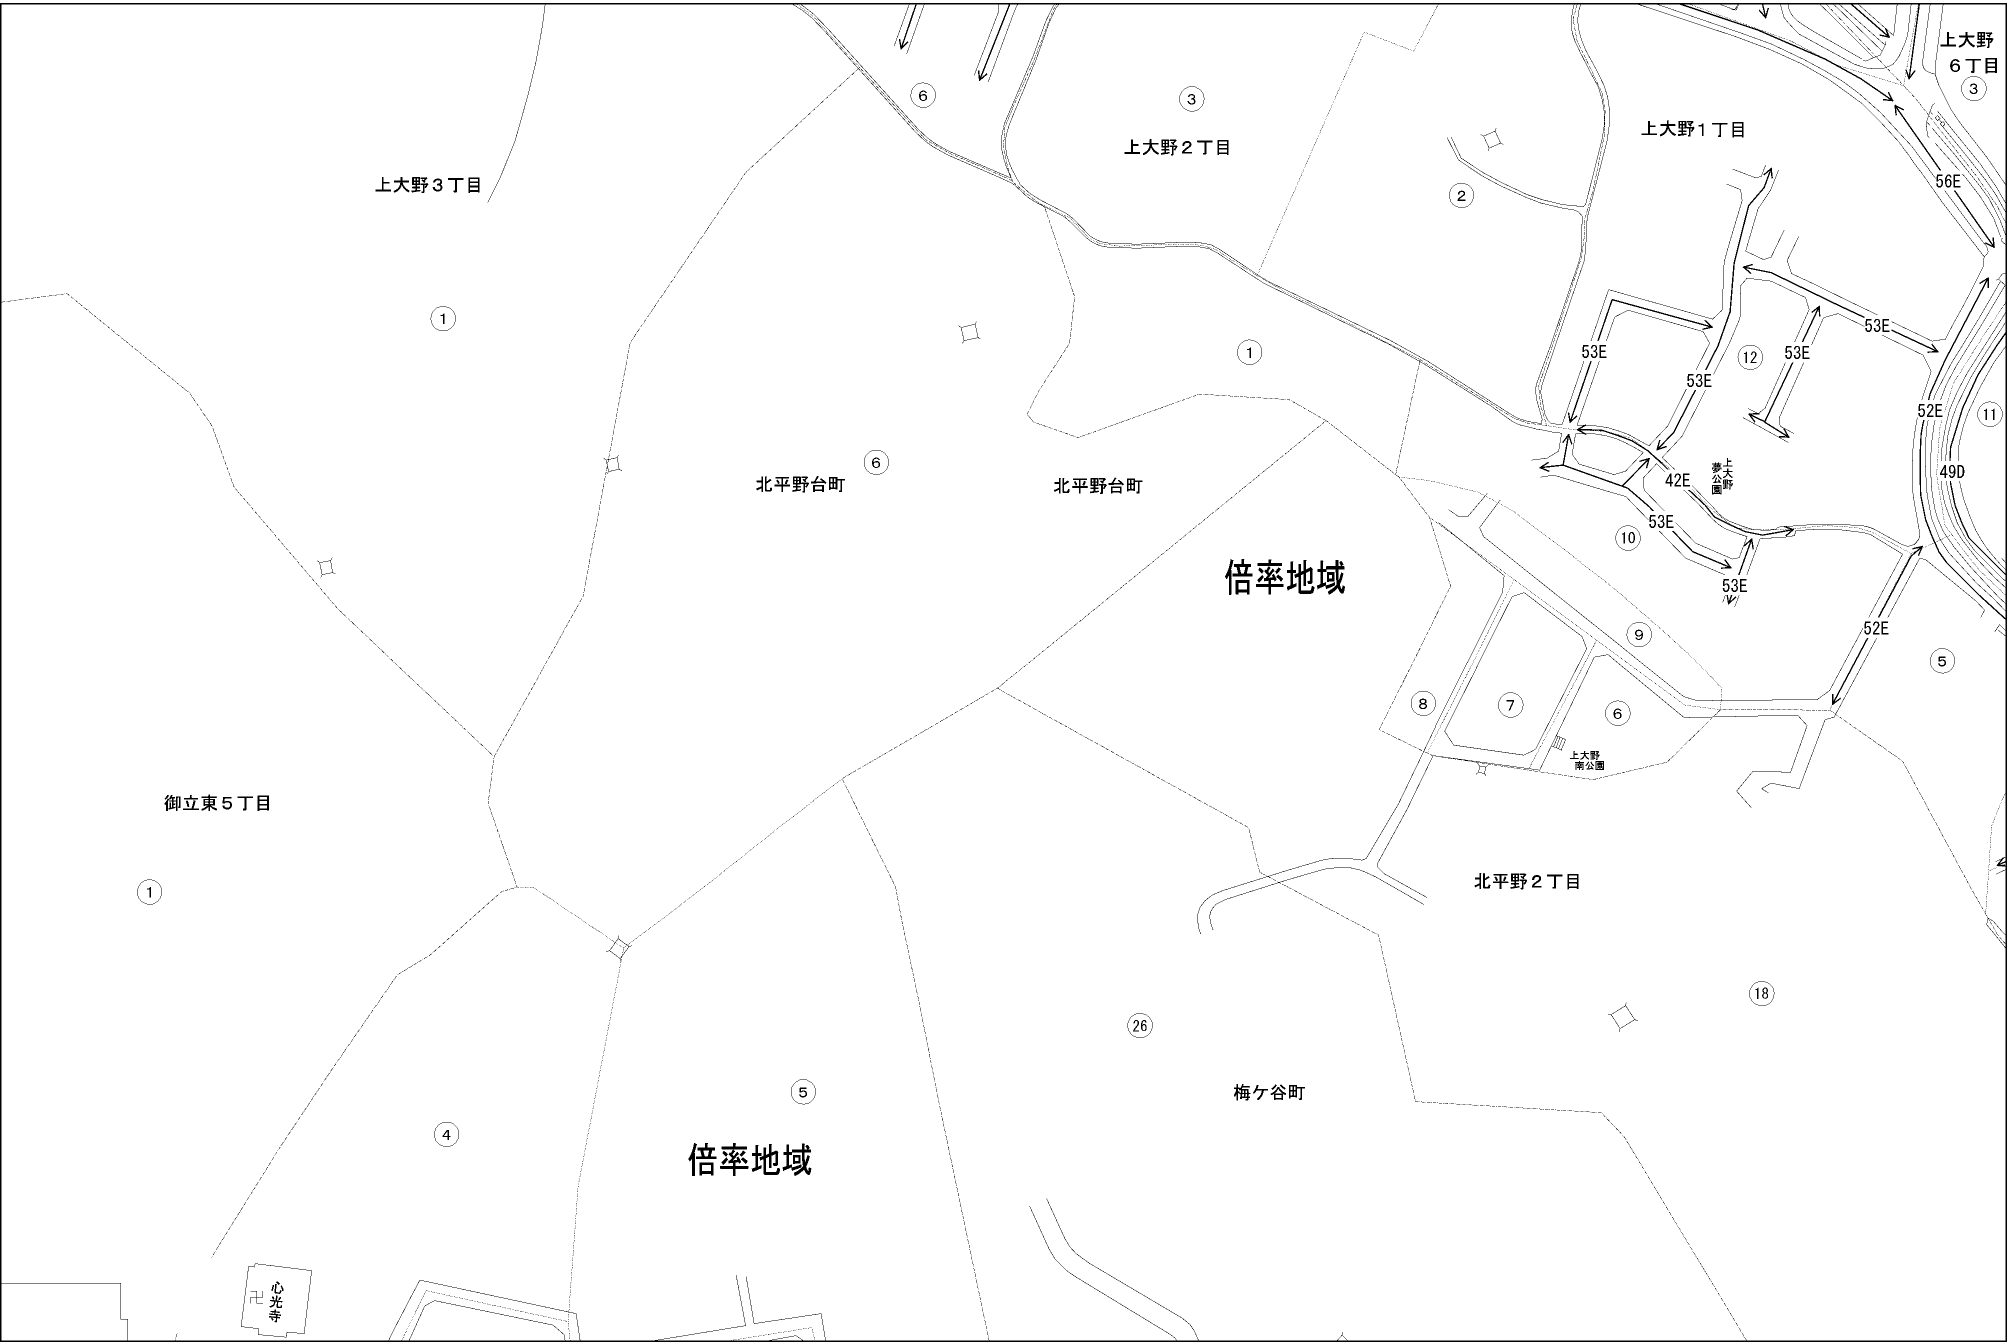 上大野
６丁目
3
6
3
上大野１丁目
上大野２丁目
上大野３丁目
56E
2
1
53E
53E
1
53E
12
53E
52E
11
北平野台町
6
北平野台町
上大野
夢公園
49D
42E
53E
10
倍率地域
53E
9
52E
5
8
7
6
上大野
南公園
御立東５丁目
1
北平野２丁目
18
26
梅ケ谷町
5
4
倍率地域
卍
心光寺